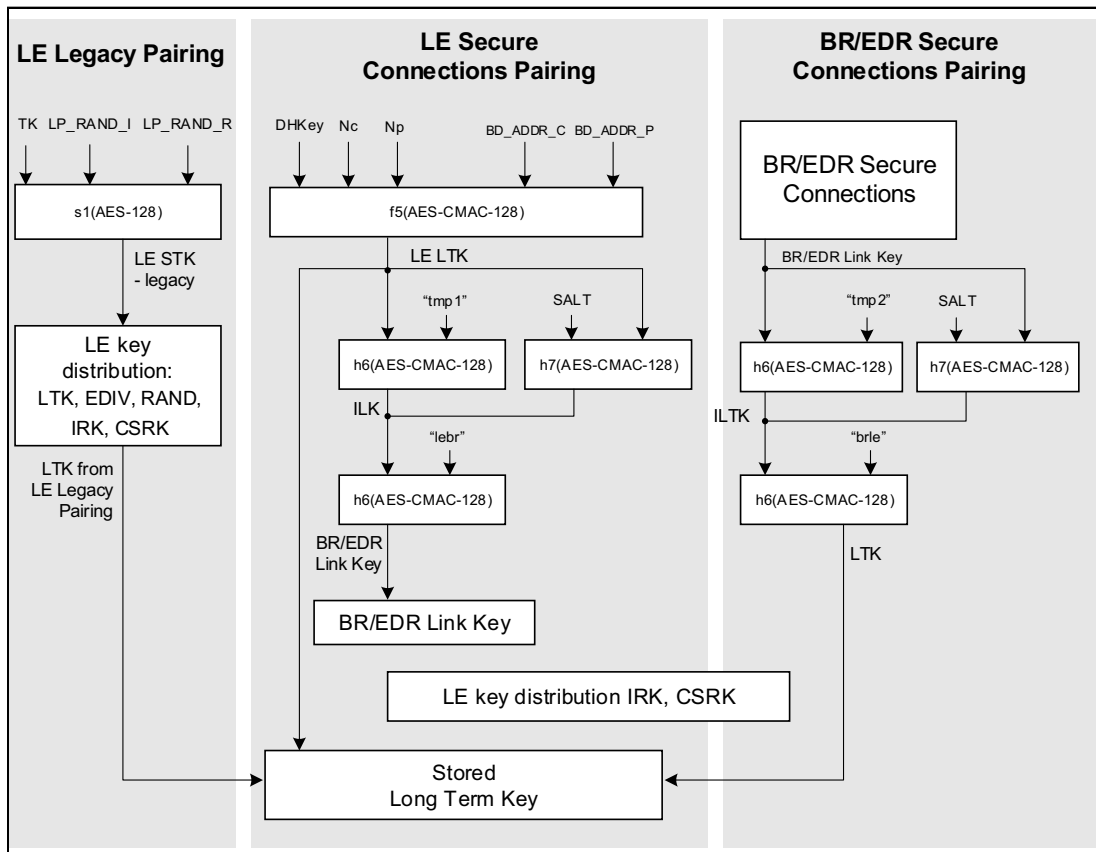 LE Legacy Pairing
TK LP_RAND_I LP_RAND_R
s1(AES-128)
LE STK
- legacy
LE key
distribution:
LTK, EDIV, RAND,
IRK, CSRK
LTK from
LE Legacy
Pairing
LE Secure
Connections Pairing
DHKey Nc Np BD_ADDR_C BD_ADDR_P
f5(AES-CMAC-128)
LE LTK
“tmp1” SALT
h6(AES-CMAC-128) h7(AES-CMAC-128)
ILK
“lebr”
h6(AES-CMAC-128)
BR/EDR
Link Key
BR/EDR Link Key
BR/EDR Secure
Connections Pairing
BR/EDR Secure
Connections
BR/EDR Link Key
“tmp2” SALT
h6(AES-CMAC-128) h7(AES-CMAC-128)
ILTK
“brle”
h6(AES-CMAC-128)
LTK
LE key distribution IRK, CSRK
Stored
Long Term Key